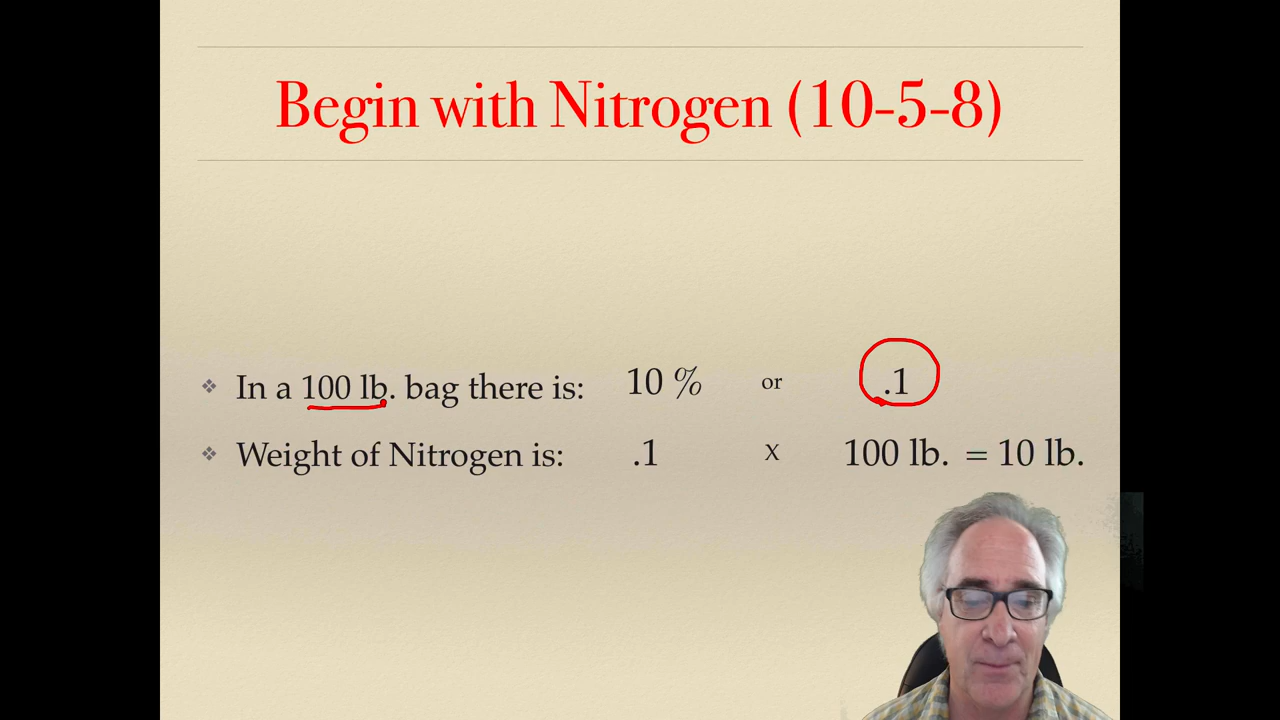 Begin with Nitrogen (10-5-8)
In a 100 lb. bag there is: 10 % or .1
Weight of Nitrogen is: .1 X 100 lb. = 10 lb.